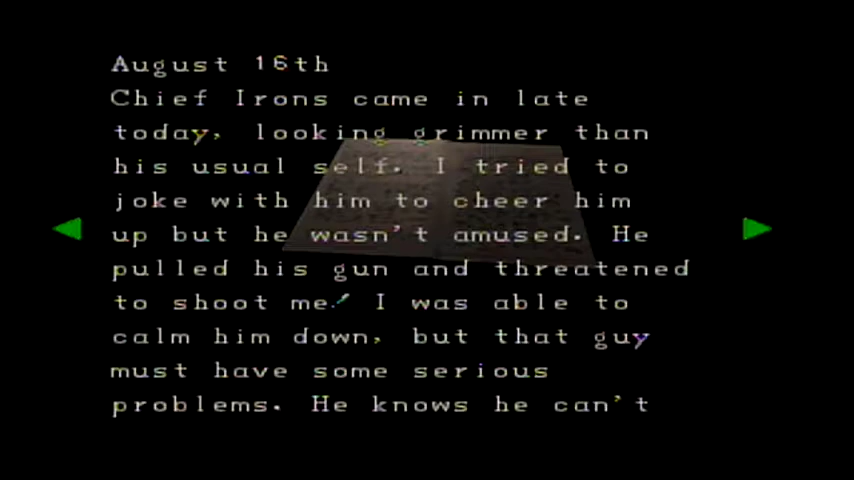 August 16th
Chief Irons came in late
today, looking grimmer than
his usual self. I tried to
joke with him to cheer him
up but he wasn't amused. He
pulled his gun and threatened
to shoot me! I was able to
calm him down, but that guy
must have some serious
problems. He knows he can't